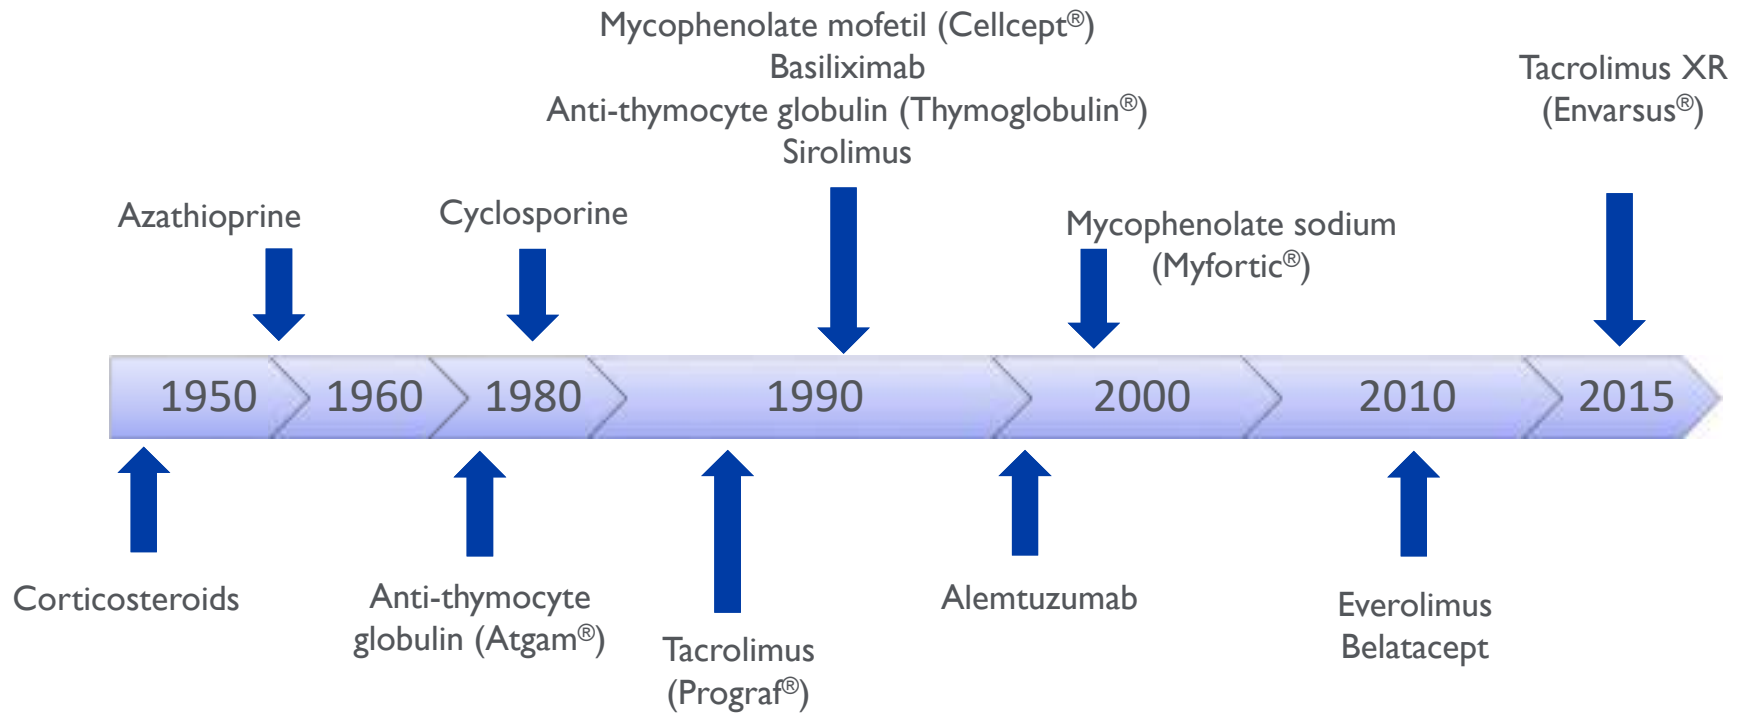 Mycophenolate mofetil (Cellcept®)
Basiliximab
Anti-thymocyte globulin (Thymoglobulin®)
Sirolimus
Tacrolimus XR
(Envarsus®)
Azathioprine
Cyclosporine
Mycophenolate sodium
(Myfortic®)
1950
1960
1980
1990
2000
2010
2015
Corticosteroids
Anti-thymocyte
globulin (Atgam®)
Tacrolimus
(Prograf®)
Alemtuzumab
Everolimus
Belatacept